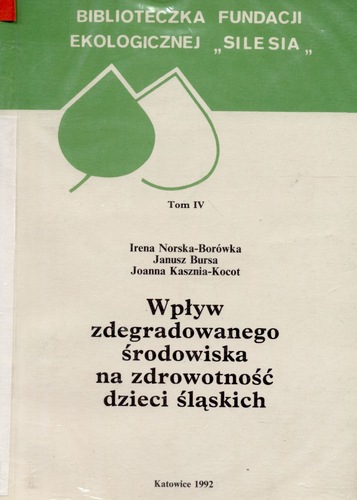 BIBLIOTECZKA FUNDACJI
EKOLOGICZNEJ „SILESIA„
Tom IV
Irena Norska-Borówka
Janusz Bursa
Joanna Kasznia-Kocot
Wpływ
zdegradowanego
środowiska
na zdrowotność
dzieci śląskich
Katowice 1992